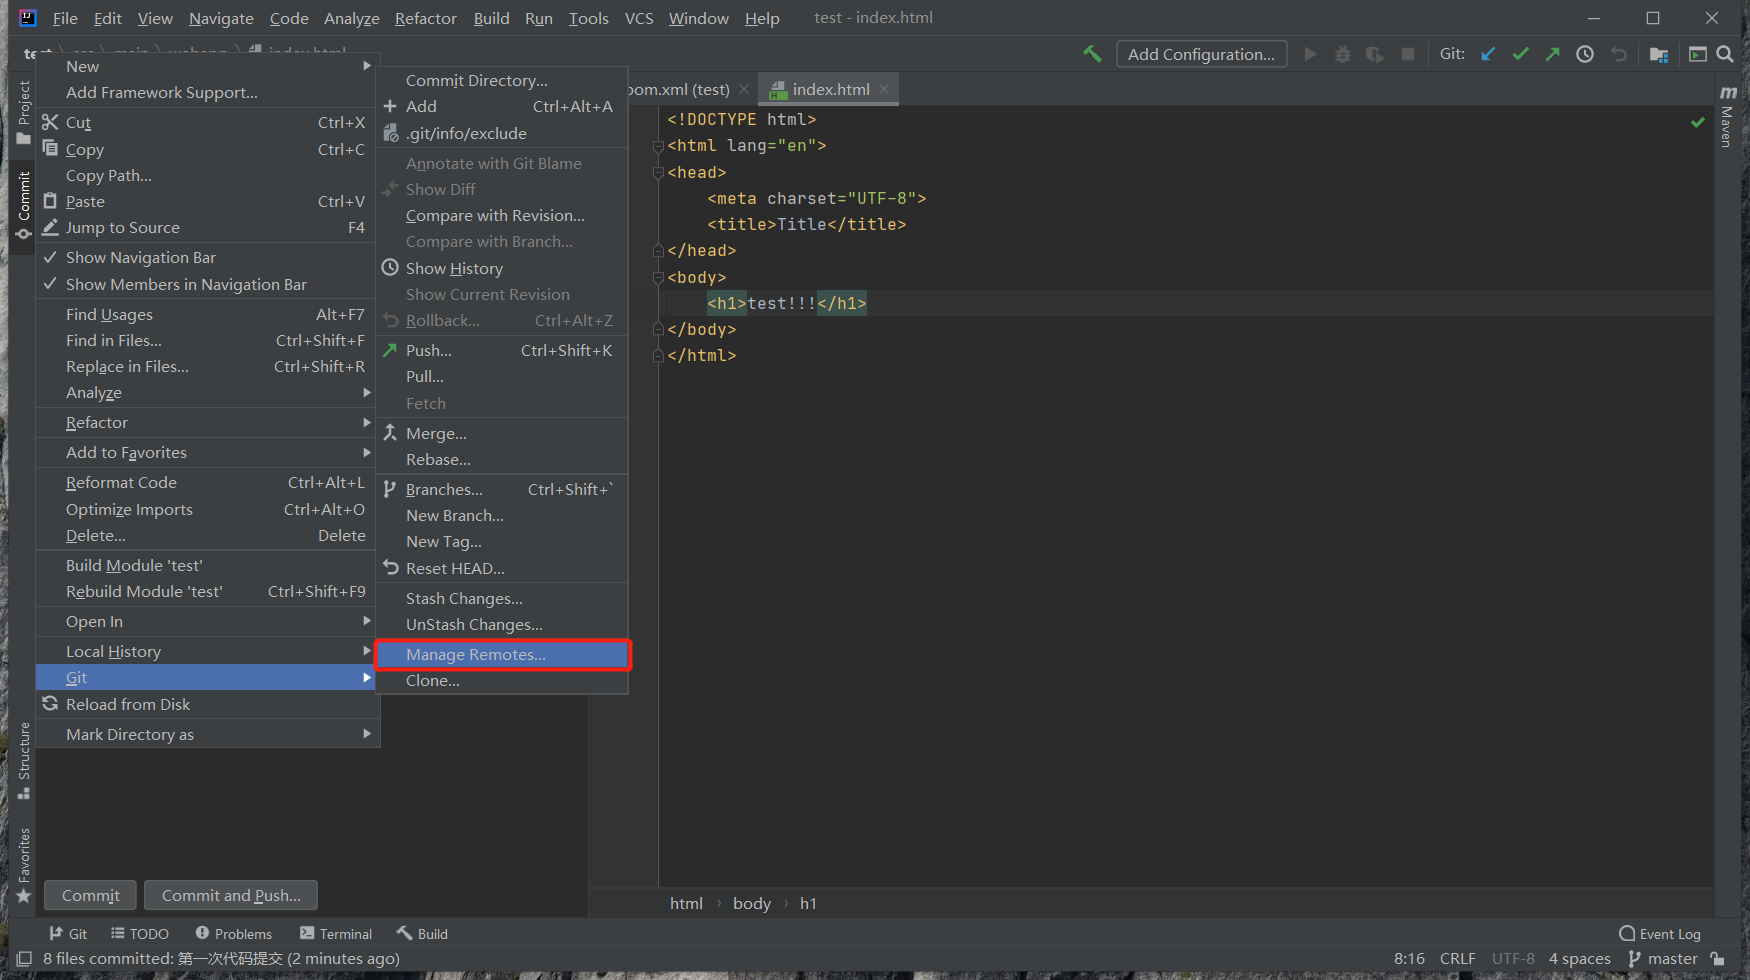 File Edit View Navigate Code Analyze Refactor Build Run Tools VCS Window Help test - index.html
Add Configuration... Git:
New
Add Framework Support...
Cut Ctrl+X
Copy Ctrl+C
Copy Path...
Paste Ctrl+V
Jump to Source F4
Show Navigation Bar
Show Members in Navigation Bar
Find Usages Alt+F7
Find in Files... Ctrl+Shift+F
Replace in Files... Ctrl+Shift+R
Analyze
Refactor
Add to Favorites
Reformat Code Ctrl+Alt+L
Optimize Imports Ctrl+Alt+O
Delete... Delete
Build Module 'test'
Rebuild Module 'test' Ctrl+Shift+F9
Open In
Local History
Git
Reload from Disk
Mark Directory as
Commit Directory...
Add Ctrl+Alt+A
.git/info/exclude
Annotate with Git Blame
Show Diff
Compare with Revision...
Compare with Branch...
Show History
Show Current Revision
Rollback... Ctrl+Alt+Z
Push... Ctrl+Shift+K
Pull...
Fetch
Merge...
Rebase...
Branches... Ctrl+Shift+`
New Branch...
New Tag...
Reset HEAD...
Stash Changes...
UnStash Changes...
Manage Remotes...
Clone...
pom.xml (test) index.html
<!DOCTYPE html>
<html lang="en">
<head>
<meta charset="UTF-8">
<title>Title</title>
</head>
<body>
<h1>test!!!</h1>
</body>
</html>
Project
Commit
Structure
Favorites
m
Maven
Commit Commit and Push...
html body h1
Git TODO Problems Terminal Build Event Log
8 files committed: 第一次代码提交 (2 minutes ago) 8:16 CRLF UTF-8 4 spaces master